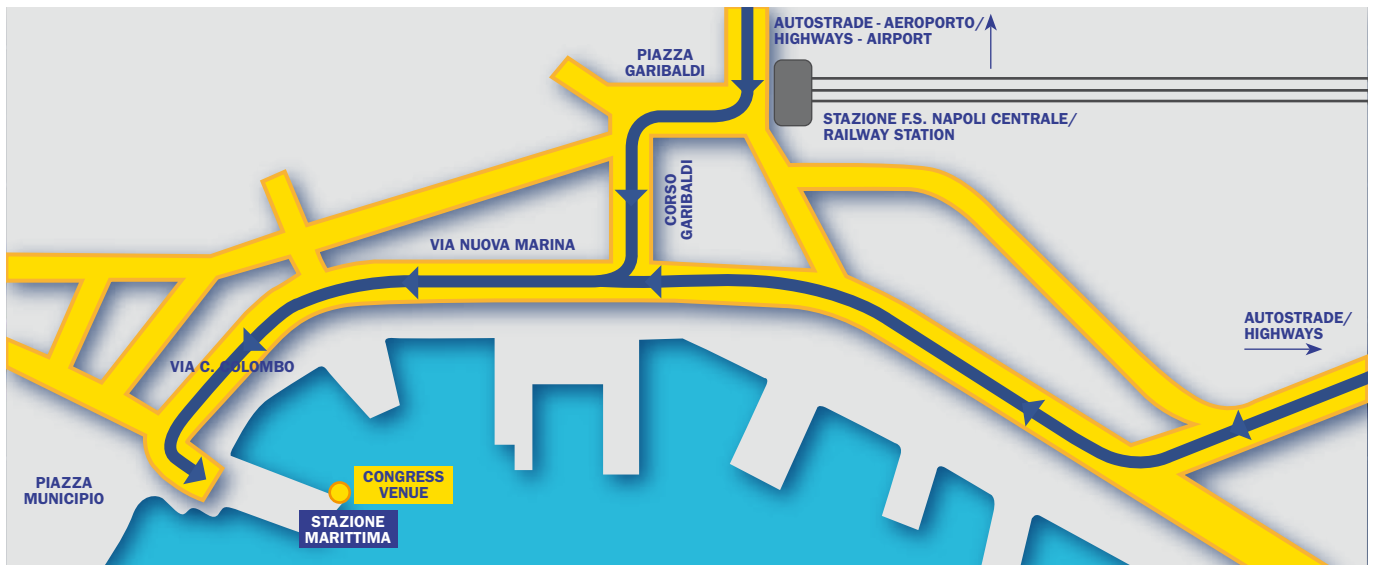 AUTOSTRADE - AEROPORTO/
HIGHWAYS - AIRPORT
PIAZZA
GARIBALDI
STAZIONE F.S. NAPOLI CENTRALE/
RAILWAY STATION
CORSO
GARIBALDI
VIA NUOVA MARINA
AUTOSTRADE/
HIGHWAYS
VIA C. COLOMBO
PIAZZA
MUNICIPIO
CONGRESS
VENUE
STAZIONE
MARITTIMA